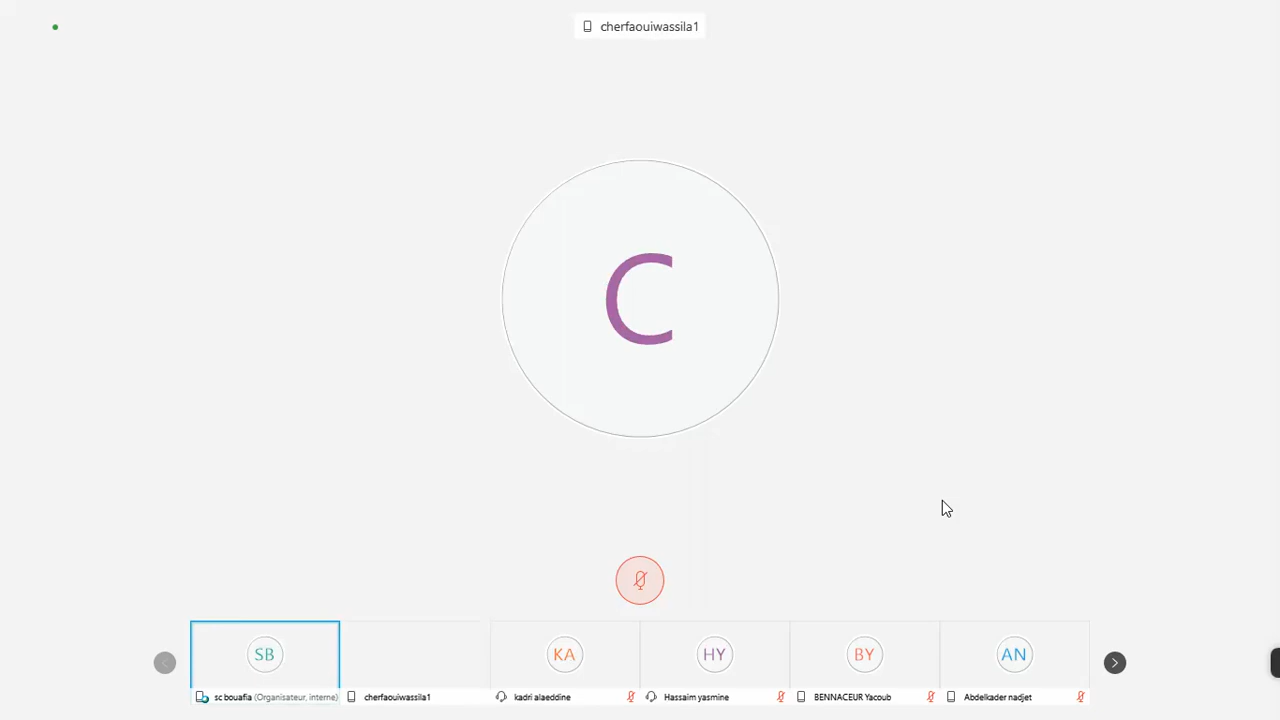 cherfaouiwassila1
C
SB
KA
HY
BY
AN
sc bouafia (Organisateur, interne)
cherfaouiwassila1
kadri alaeddine
Hassaim yasmine
BENNACEUR Yacoub
Abdelkader nadjet